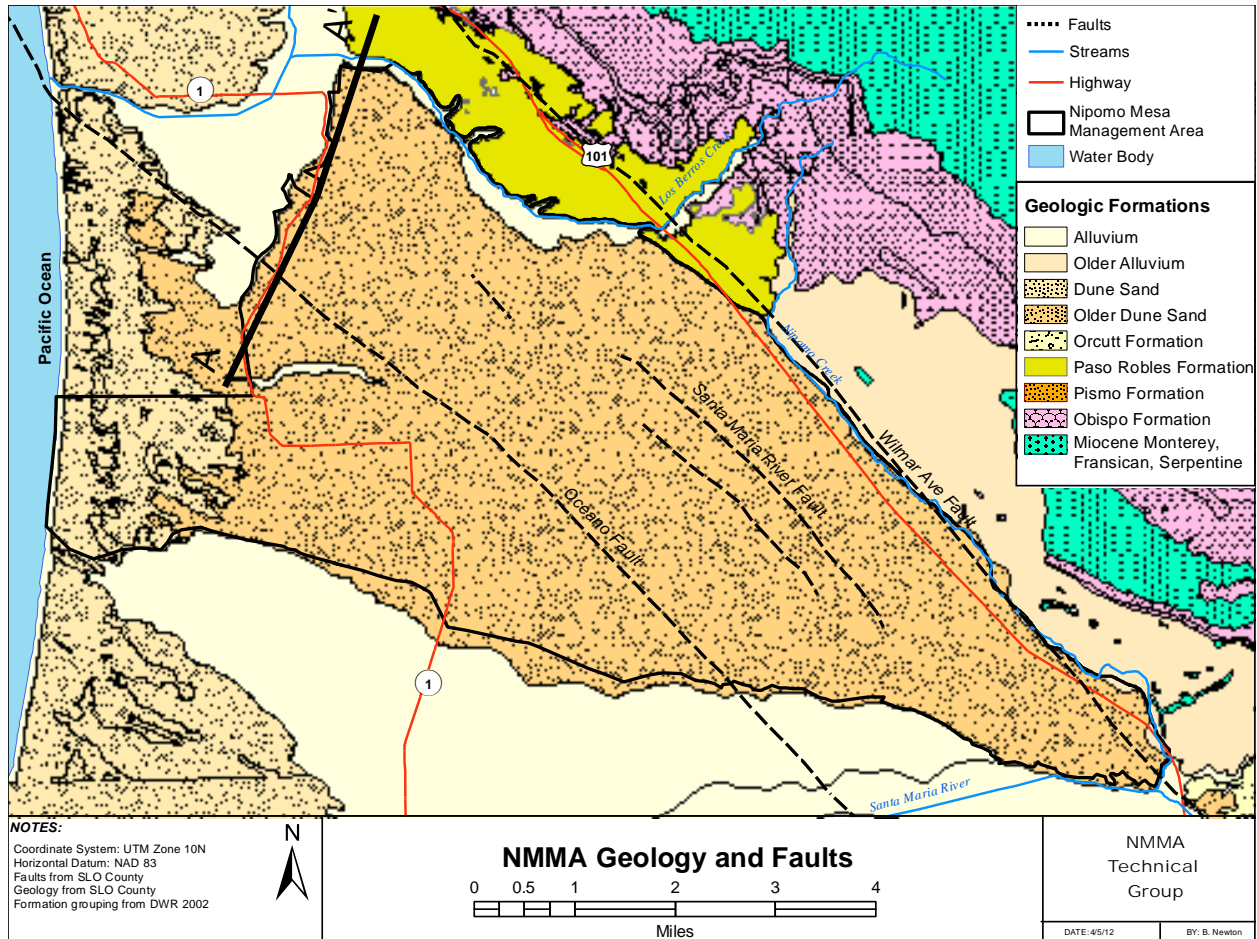 A'
1
101
Los Berros Creek
Pacific Ocean
A
Nipomo Creek
Santa Maria River Fault
Wilmar Ave Fault
Oceano Fault
1
Santa Maria River
Faults
Streams
Highway
Nipomo Mesa
Management Area
Water Body
Geologic Formations
Alluvium
Older Alluvium
Dune Sand
Older Dune Sand
Orcutt Formation
Paso Robles Formation
Pismo Formation
Obispo Formation
Miocene Monterey,
Fransican, Serpentine
NOTES:
Coordinate System: UTM Zone 10N
Horizontal Datum: NAD 83
Faults from SLO County
Geology from SLO County
Formation grouping from DWR 2002
N
NMMA Geology and Faults
0 0.5 1 2 3 4
Miles
NMMA
Technical
Group
DATE:4/5/12 BY: B. Newton